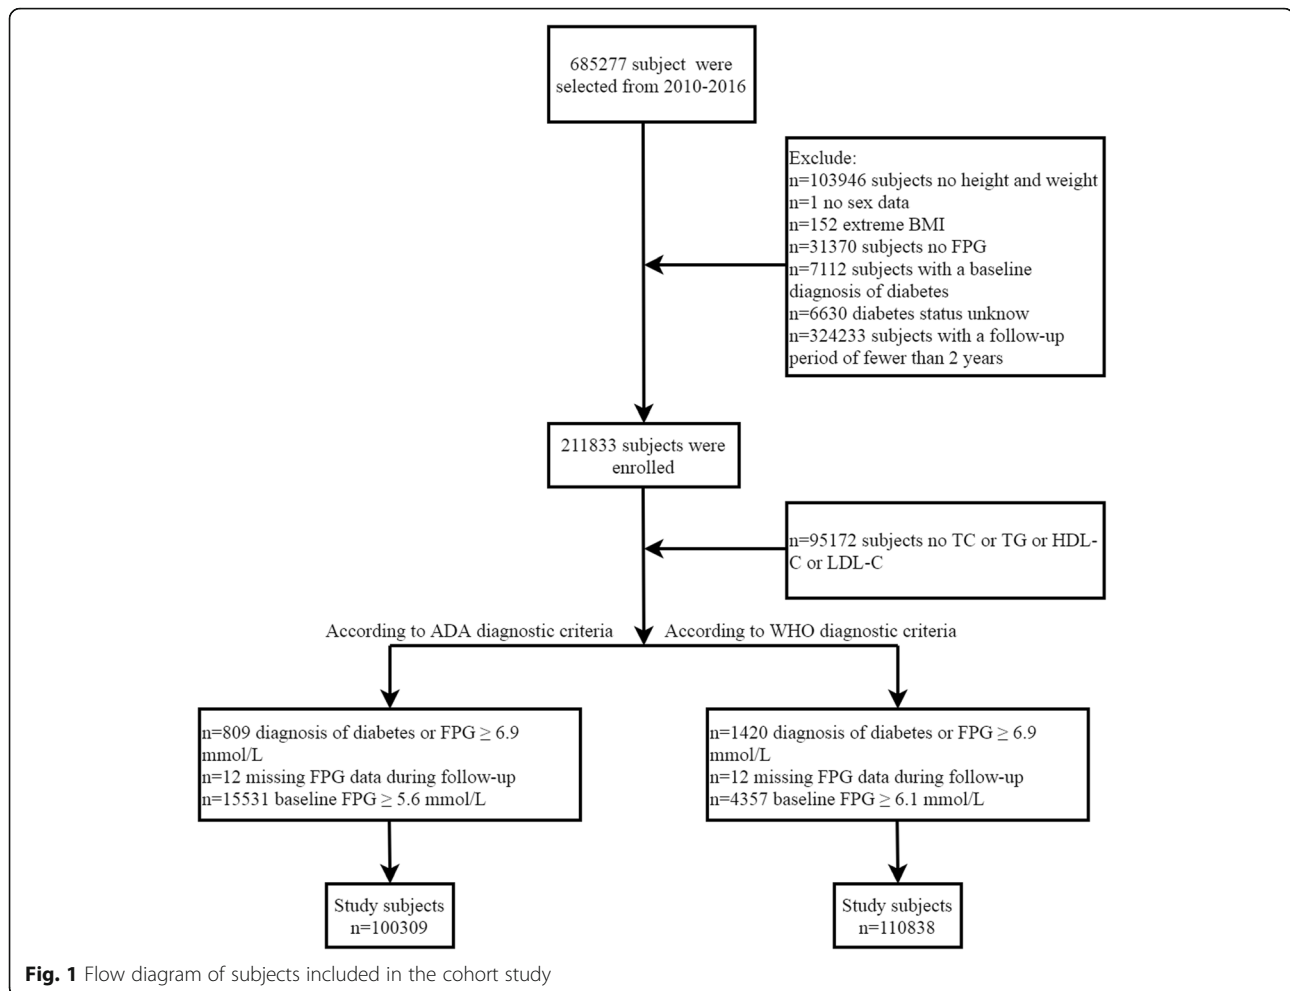 685277 subject were
selected from 2010-2016
Exclude:
n=103946 subjects no height and weight
n=1 no sex data
n=152 extreme BMI
n=31370 subjects no FPG
n=7112 subjects with a baseline
diagnosis of diabetes
n=6630 diabetes status unknow
n=324233 subjects with a follow-up
period of fewer than 2 years
211833 subjects were
enrolled
n=95172 subjects no TC or TG or HDL-
C or LDL-C
According to ADA diagnostic criteria
According to WHO diagnostic criteria
n=809 diagnosis of diabetes or FPG ≥ 6.9
mmol/L
n=12 missing FPG data during follow-up
n=15531 baseline FPG ≥ 5.6 mmol/L
n=1420 diagnosis of diabetes or FPG ≥ 6.9
mmol/L
n=12 missing FPG data during follow-up
n=4357 baseline FPG ≥ 6.1 mmol/L
Study subjects
n=100309
Study subjects
n=110838
Fig. 1 Flow diagram of subjects included in the cohort study